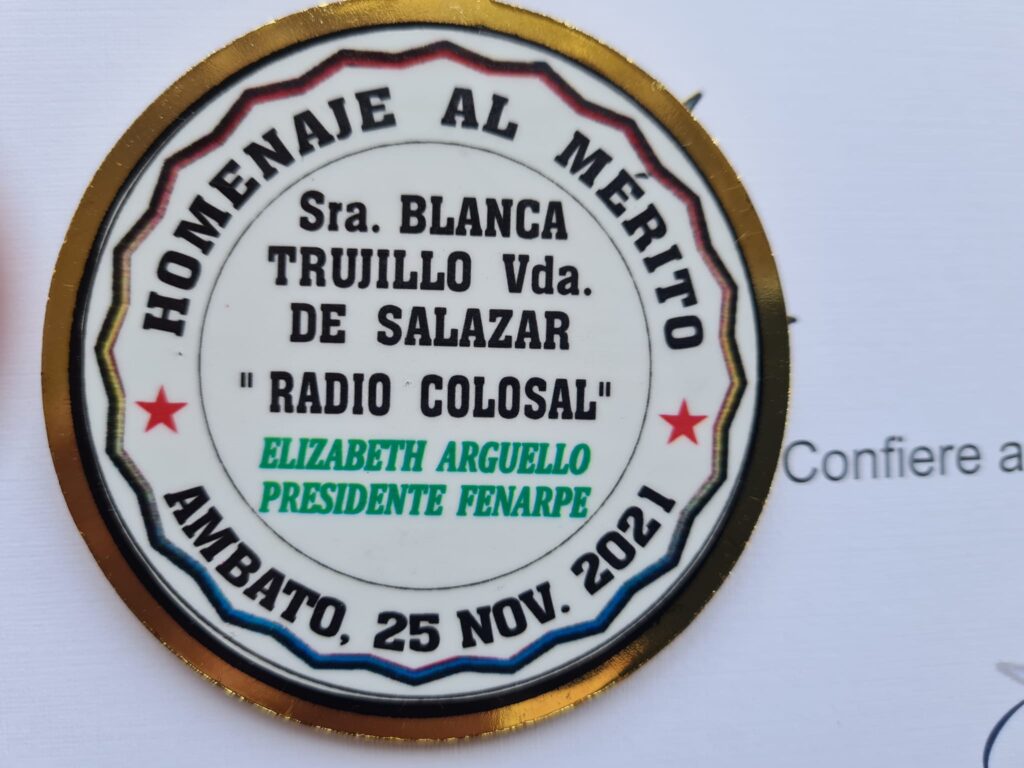 HOMENAJE AL MÉRITO
Sra. BLANCA
TRUJILLO Vda.
DE SALAZAR
" RADIO COLOSAL"
ELIZABETH ARGUELLO
PRESIDENTE FENARPE
AMBATO, 25 NOV. 2021
Confiere a